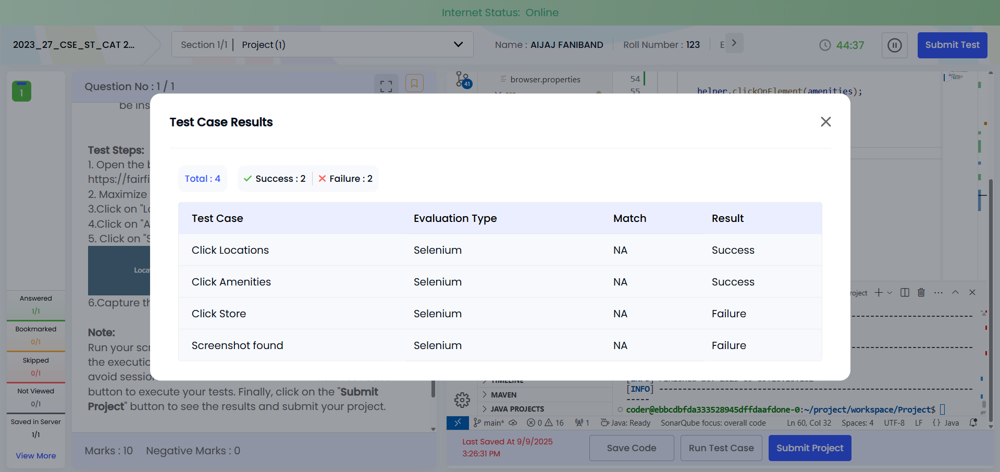 Internet Status: Online
2023_27_CSE_ST_CAT 2...
Section 1/1 | Project (1)
Name : AIJAJ FANIBAND
Roll Number : 123
E
44:37
Submit Test
1
Question No : 1 / 1
be ins
Test Steps:
1. Open the b
https://fairfi
2. Maximize
3.Click on "Lo
4.Click on "A
5. Click on "S
Loca
6.Capture th
Note:
Run your scr
the executio
avoid session
button to execute your tests. Finally, click on the "Submit
Project" button to see the results and submit your project.
Marks : 10
Negative Marks : 0
Answered
1/1
Bookmarked
0/1
Skipped
0/1
Not Viewed
0/1
Saved in Server
1/1
View More
41
browser.properties
54
55
helper.clickOnElement(amenities);
Test Case Results
Total : 4
Success : 2
Failure : 2
Test Case Evaluation Type Match Result
Click Locations Selenium NA Success
Click Amenities Selenium NA Success
Click Store Selenium NA Failure
Screenshot found Selenium NA Failure
roject
TIMELINE
MAVEN
JAVA PROJECTS
[INFO] ----------------------------------------------------------------
-----
coder@ebbcdbfda333528945dffdaafdone-0:~/project/workspace/Project$
main* 0 16 1 Java: Ready SonarQube focus: overall code Ln 60, Col 32 Spaces: 4 UTF-8 LF {} Java
Last Saved At 9/9/2025
3:26:31 PM
Save Code
Run Test Case
Submit Project